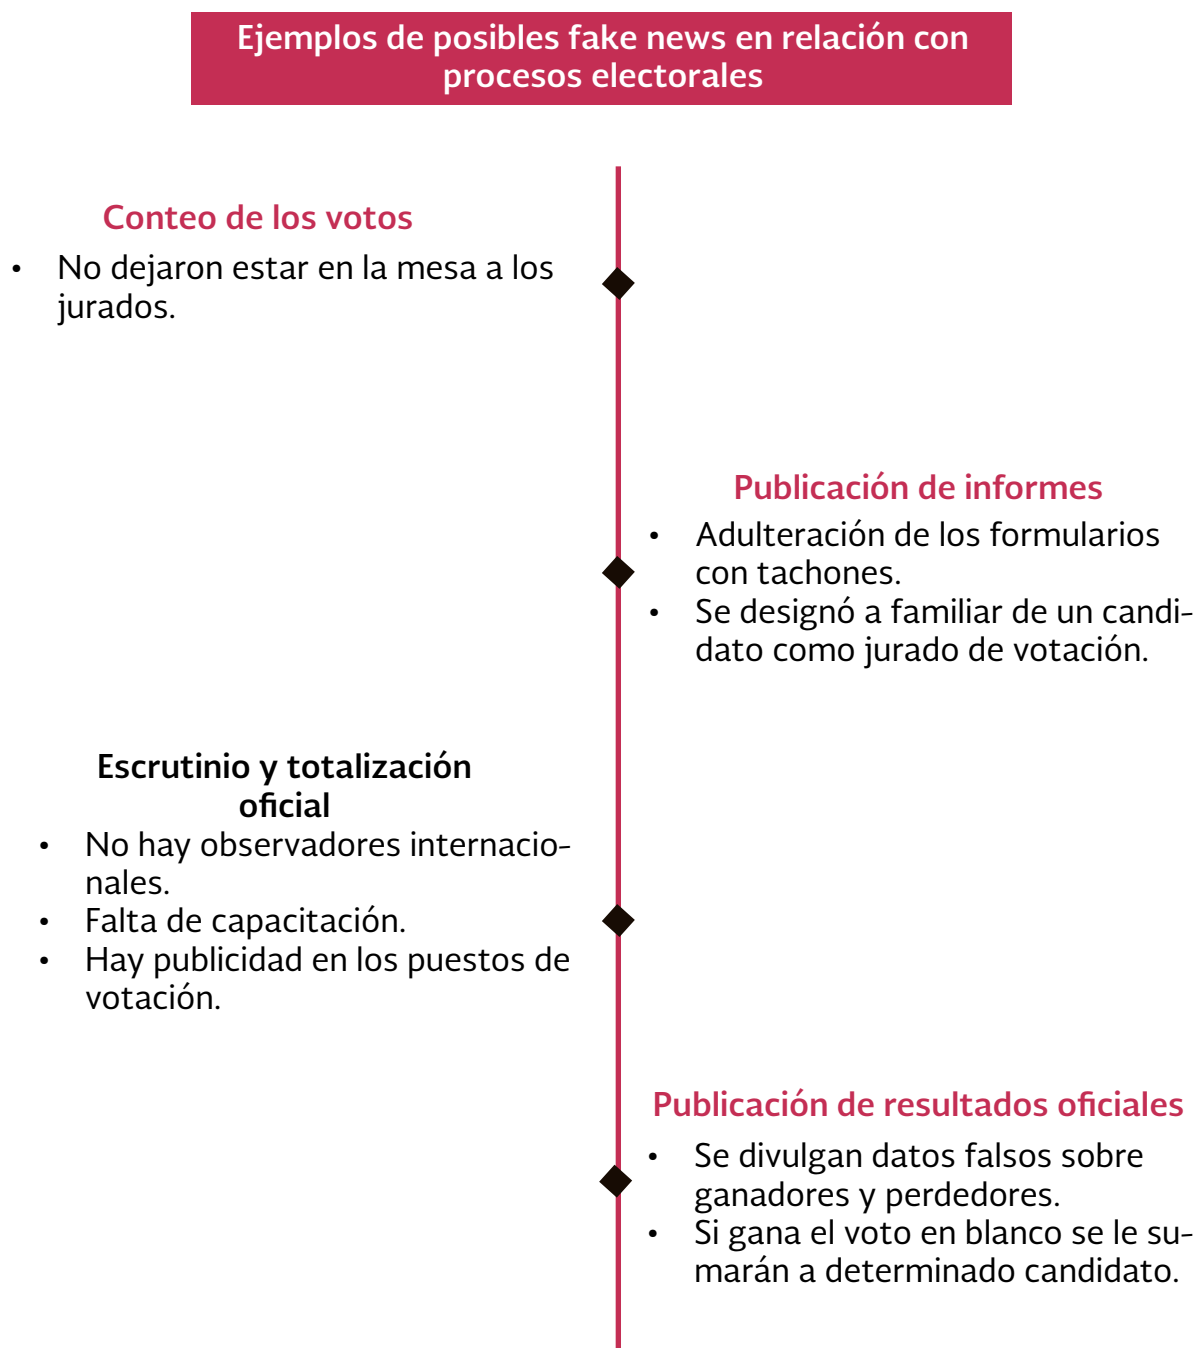 Ejemplos de posibles fake news en relación con
procesos electorales
Conteo de los votos
• No dejaron estar en la mesa a los
jurados.
Publicación de informes
• Adulteración de los formularios
con tachones.
• Se designó a familiar de un candi-
dato como jurado de votación.
Escrutinio y totalización
oficial
• No hay observadores internacio-
nales.
• Falta de capacitación.
• Hay publicidad en los puestos de
votación.
Publicación de resultados oficiales
• Se divulgan datos falsos sobre
ganadores y perdedores.
• Si gana el voto en blanco se le su-
marán a determinado candidato.